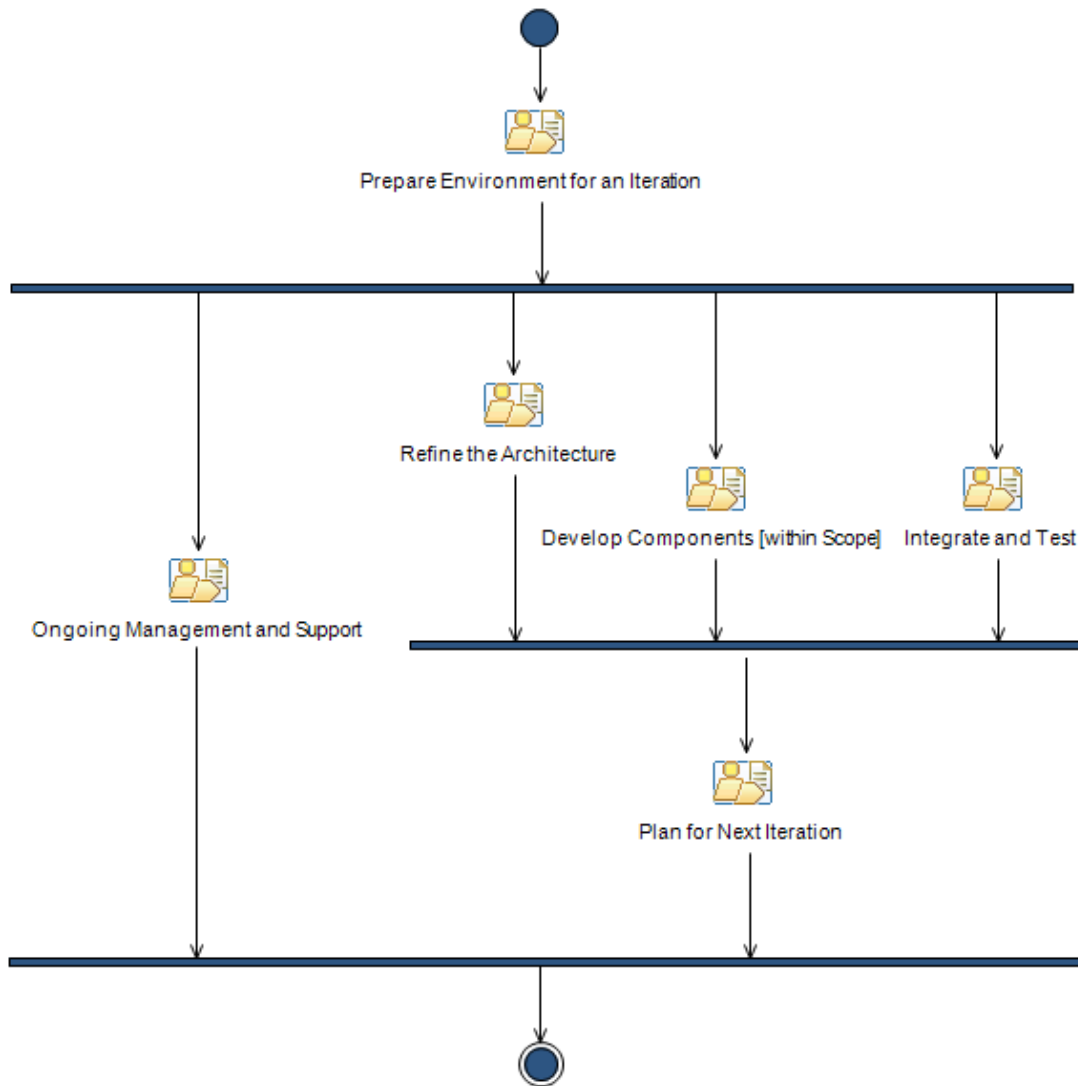 Prepare Environment for an Iteration
Refine the Architecture
Develop Components [within Scope]
Integrate and Test
Ongoing Management and Support
Plan for Next Iteration